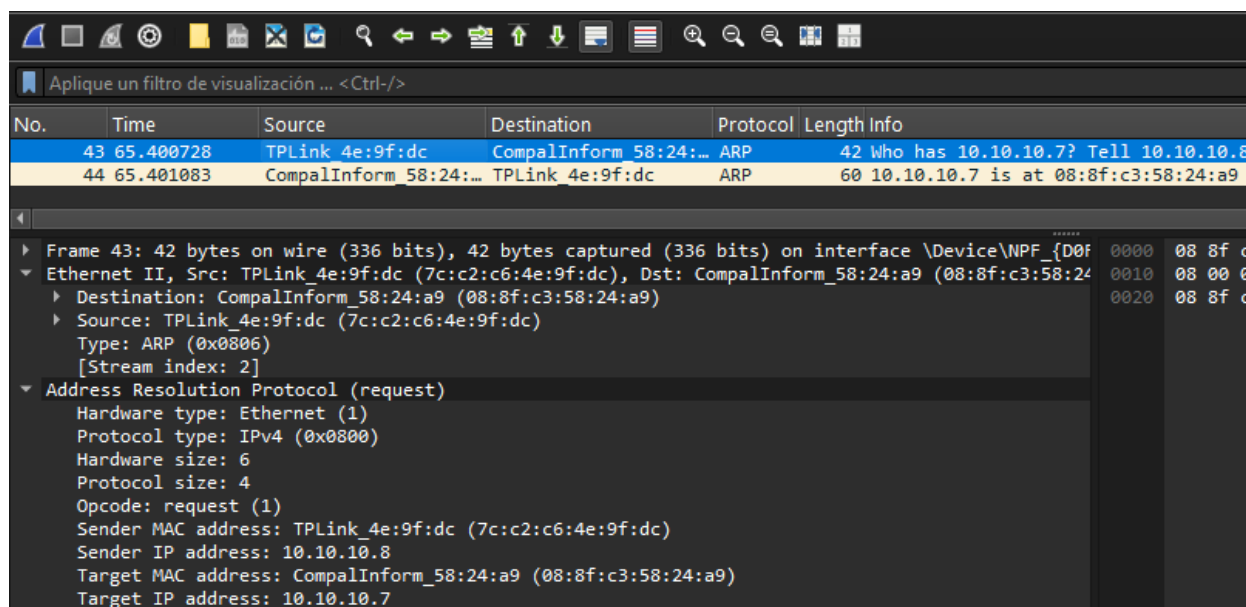 Aplique un filtro de visualización ... <Ctrl-/>
No. Time Source Destination Protocol Length Info
43 65.400728 TPLink_4e:9f:dc CompalInform_58:24:… ARP 42 Who has 10.10.10.7? Tell 10.10.10.8
44 65.401083 CompalInform_58:24:… TPLink_4e:9f:dc ARP 60 10.10.10.7 is at 08:8f:c3:58:24:a9
Frame 43: 42 bytes on wire (336 bits), 42 bytes captured (336 bits) on interface \Device\NPF_{D0F 0000 08 8f
Ethernet II, Src: TPLink_4e:9f:dc (7c:c2:c6:4e:9f:dc), Dst: CompalInform_58:24:a9 (08:8f:c3:58:24 0010 08 00
Destination: CompalInform_58:24:a9 (08:8f:c3:58:24:a9) 0020 08 8f
Source: TPLink_4e:9f:dc (7c:c2:c6:4e:9f:dc)
Type: ARP (0x0806)
[Stream index: 2]
Address Resolution Protocol (request)
Hardware type: Ethernet (1)
Protocol type: IPv4 (0x0800)
Hardware size: 6
Protocol size: 4
Opcode: request (1)
Sender MAC address: TPLink_4e:9f:dc (7c:c2:c6:4e:9f:dc)
Sender IP address: 10.10.10.8
Target MAC address: CompalInform_58:24:a9 (08:8f:c3:58:24:a9)
Target IP address: 10.10.10.7